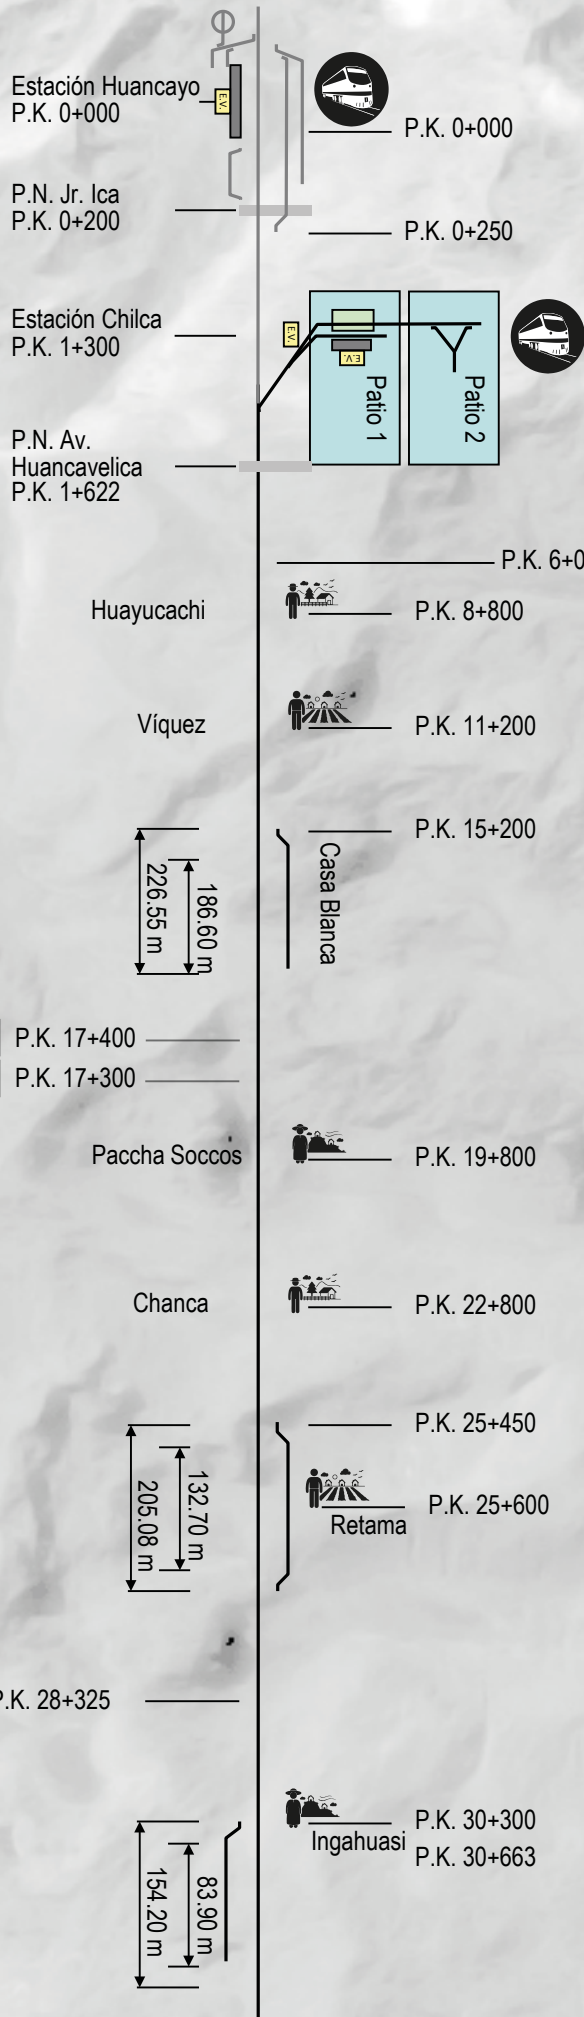 Estación Huancayo
P.K. 0+000
E.V.
P.K. 0+000
P.N. Jr. Ica
P.K. 0+200
P.K. 0+250
Estación Chilca
P.K. 1+300
E.V.
E.V.
Patio 1
Patio 2
P.N. Av.
Huancavelica
P.K. 1+622
P.K. 6+0
Huayucachi
P.K. 8+800
Víquez
P.K. 11+200
P.K. 15+200
Casa Blanca
186.60 m
226.55 m
P.K. 17+400
P.K. 17+300
Paccha Soccos
P.K. 19+800
Chanca
P.K. 22+800
P.K. 25+450
132.70 m
205.08 m
P.K. 25+600
Retama
P.K. 28+325
P.K. 30+300
Ingahuasi
P.K. 30+663
83.90 m
154.20 m